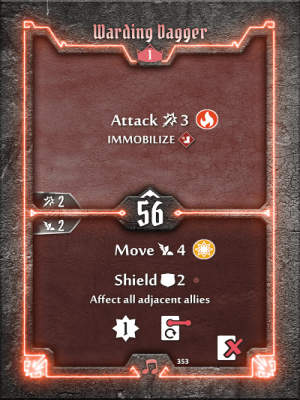 Warding Dagger
1
Attack 3
IMMOBILIZE
2
56
2
Move 4
Shield 2
Affect all adjacent allies
1
353